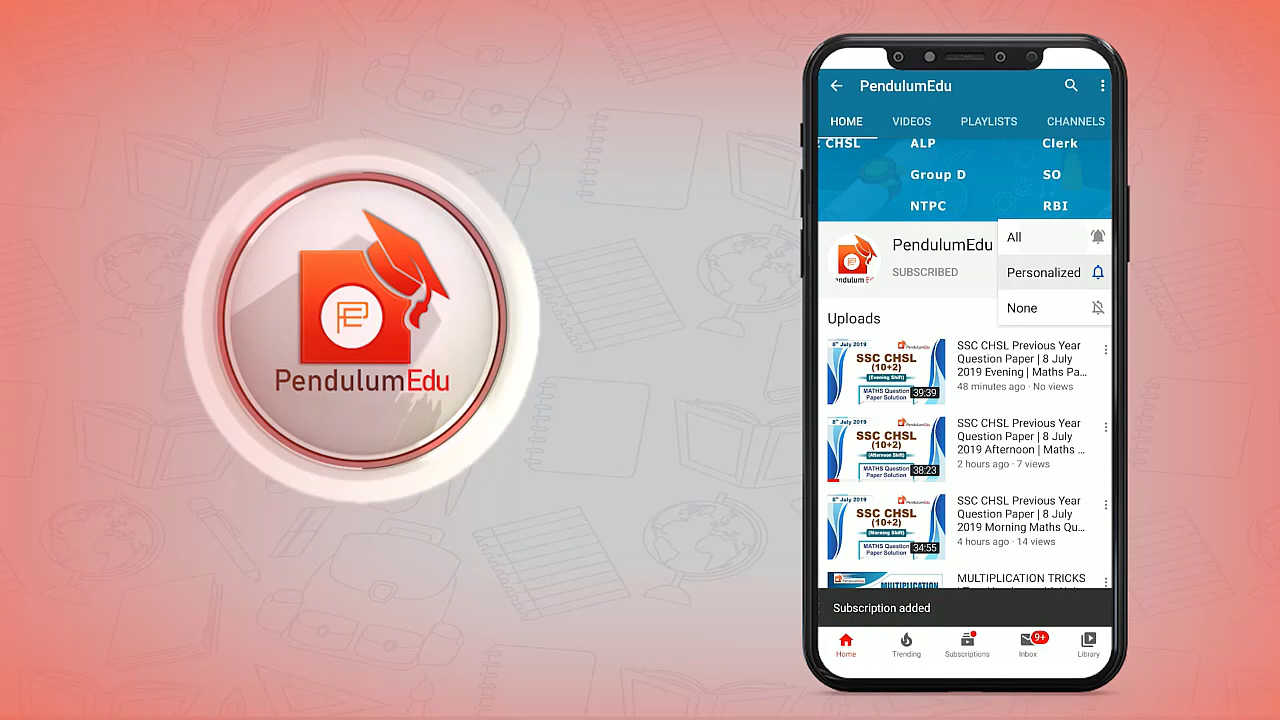 PendulumEdu
PendulumEdu
HOME VIDEOS PLAYLISTS CHANNELS
CHSL ALP Clerk
Group D SO
NTPC RBI
PendulumEdu
SUBSCRIBED
All
Personalized
None
Uploads
8th July 2019 PendulumEdu
SSC CHSL
(10+2)
(Evening Shift)
MATHS Question
Paper Solution
39:39
SSC CHSL Previous Year
Question Paper | 8 July
2019 Evening | Maths Pa...
48 minutes ago · No views
8th July 2019 PendulumEdu
SSC CHSL
(10+2)
(Afternoon Shift)
MATHS Question
Paper Solution
38:23
SSC CHSL Previous Year
Question Paper | 8 July
2019 Afternoon | Maths ...
2 hours ago · 7 views
8th July 2019 PendulumEdu
SSC CHSL
(10+2)
(Morning Shift)
MATHS Question
Paper Solution
34:55
SSC CHSL Previous Year
Question Paper | 8 July
2019 Morning Maths Qu...
4 hours ago · 14 views
MULTIPLICATION
MULTIPLICATION TRICKS
Subscription added
9+
Home Trending Subscriptions Inbox Library